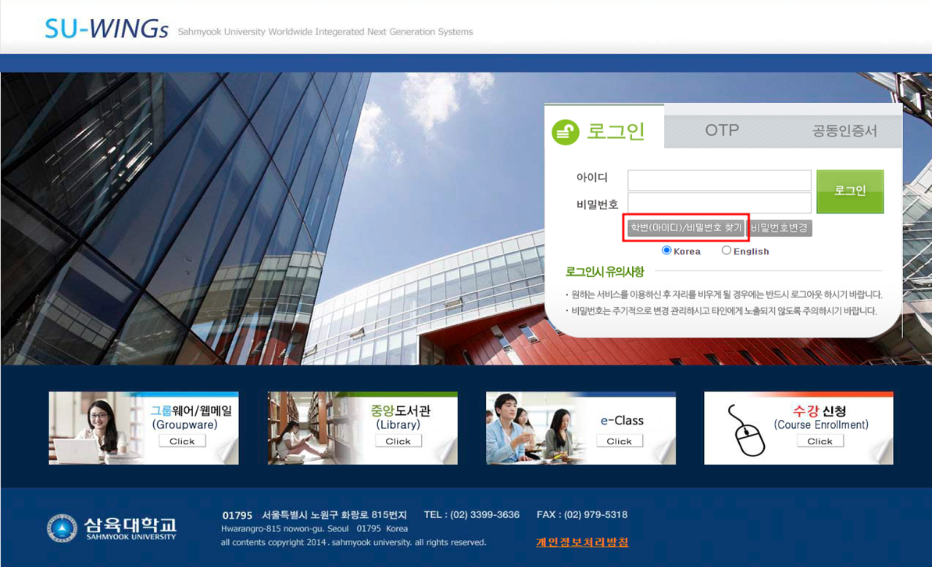 SU-WINGs Sahmyook University Worldwide Integerated Next Generation Systems
로그인 OTP 공동인증서
아이디
비밀번호
로그인
학번(아이디)/비밀번호 찾기 비밀번호변경
Korea English
로그인시 유의사항
· 원하는 서비스를 이용하신 후 자리를 비우게 될 경우에는 반드시 로그아웃 하시기 바랍니다.
· 비밀번호는 주기적으로 변경 관리하시고 타인에게 노출되지 않도록 주의하시기 바랍니다.
그룹웨어/웹메일
(Groupware)
Click
중앙도서관
(Library)
Click
e-Class
Click
수강 신청
(Course Enrollment)
Click
삼육대학교
SAHMYOOK UNIVERSITY
01795 서울특별시 노원구 화랑로 815번지 TEL : (02) 3399-3636 FAX : (02) 979-5318
Hwarangro-815 nowon-gu. Seoul 01795 Korea
all contents copyright 2014 . sahmyook university. all rights reserved.
개인정보처리방침